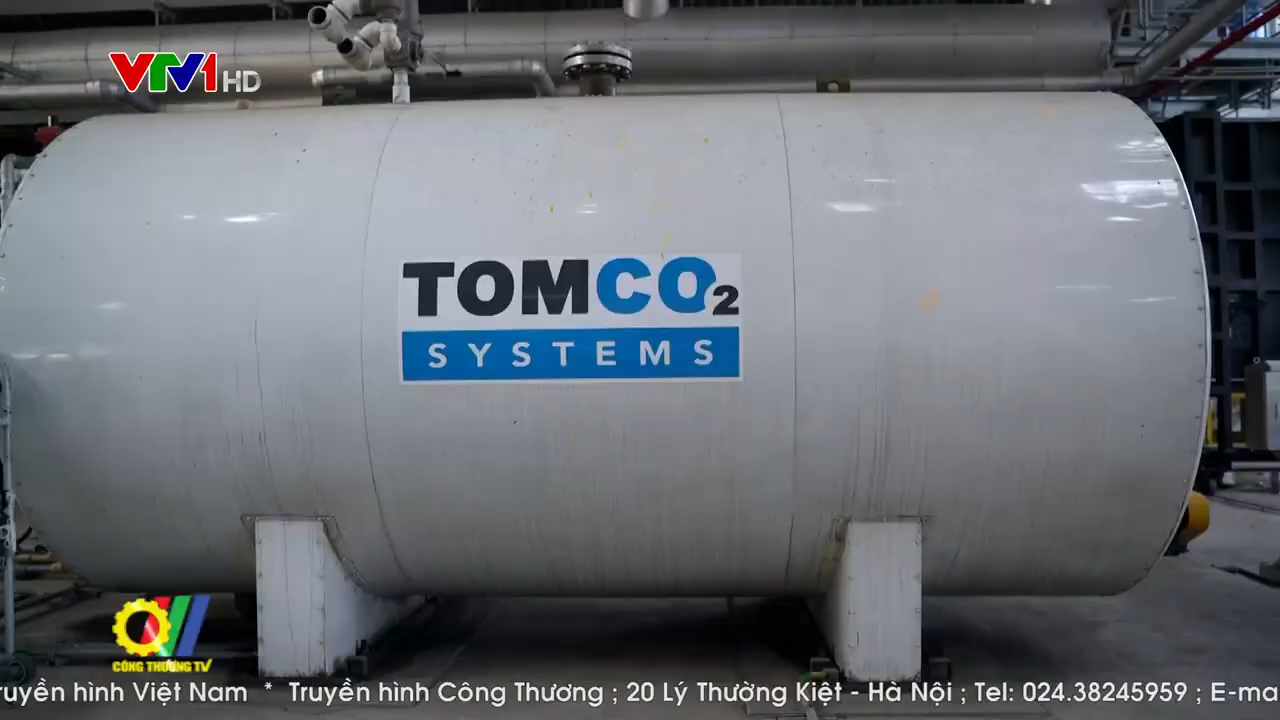 VTV1 HD
TOMCO2
SYSTEMS
CÔNG THƯƠNG TV
ruyền hình Việt Nam * Truyền hình Công Thương ; 20 Lý Thường Kiệt - Hà Nội ; Tel: 024.38245959 ; E-ma